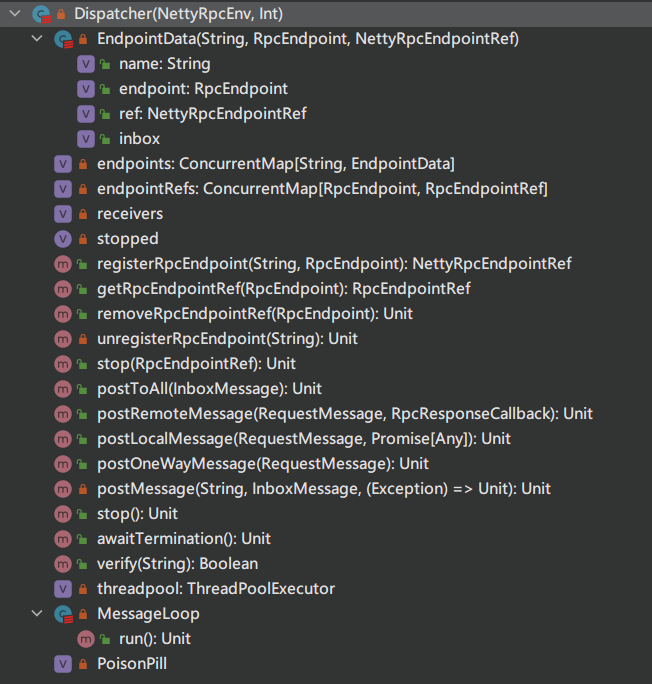 Dispatcher(NettyRpcEnv, Int)
EndpointData(String, RpcEndpoint, NettyRpcEndpointRef)
name: String
endpoint: RpcEndpoint
ref: NettyRpcEndpointRef
inbox
endpoints: ConcurrentMap[String, EndpointData]
endpointRefs: ConcurrentMap[RpcEndpoint, RpcEndpointRef]
receivers
stopped
registerRpcEndpoint(String, RpcEndpoint): NettyRpcEndpointRef
getRpcEndpointRef(RpcEndpoint): RpcEndpointRef
removeRpcEndpointRef(RpcEndpoint): Unit
unregisterRpcEndpoint(String): Unit
stop(RpcEndpointRef): Unit
postToAll(InboxMessage): Unit
postRemoteMessage(RequestMessage, RpcResponseCallback): Unit
postLocalMessage(RequestMessage, Promise[Any]): Unit
postOneWayMessage(RequestMessage): Unit
postMessage(String, InboxMessage, (Exception) => Unit): Unit
stop(): Unit
awaitTermination(): Unit
verify(String): Boolean
threadpool: ThreadPoolExecutor
MessageLoop
run(): Unit
PoisonPill